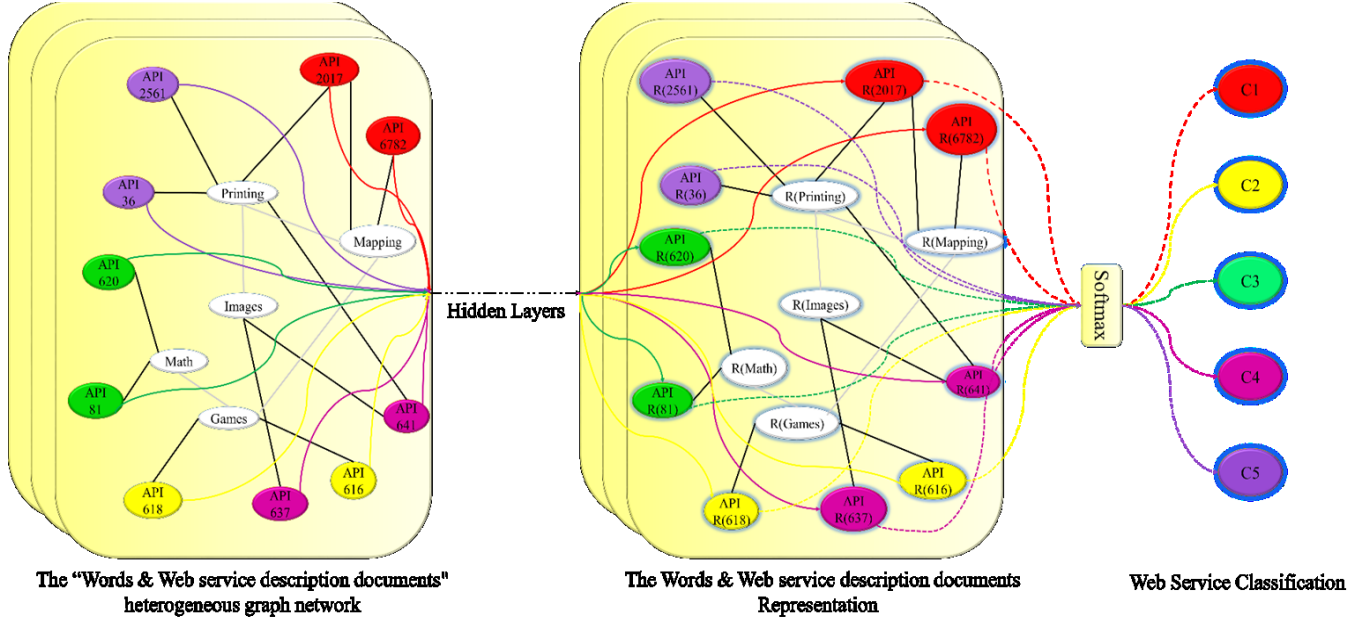 API
2561
API
2017
API
6782
API
36
Printing
Mapping
API
620
Images
Math
API
81
Games
API
641
API
618
API
637
API
616
The “Words & Web service description documents"
heterogeneous graph network
Hidden Layers
API
R(2561)
API
R(2017)
API
R(6782)
API
R(36)
R(Printing)
R(Mapping)
API
R(620)
R(Images)
R(Math)
API
R(81)
R(Games)
API
R(641)
API
R(618)
API
R(637)
API
R(616)
The Words & Web service description documents
Representation
Softmax
C1
C2
C3
C4
C5
Web Service Classification